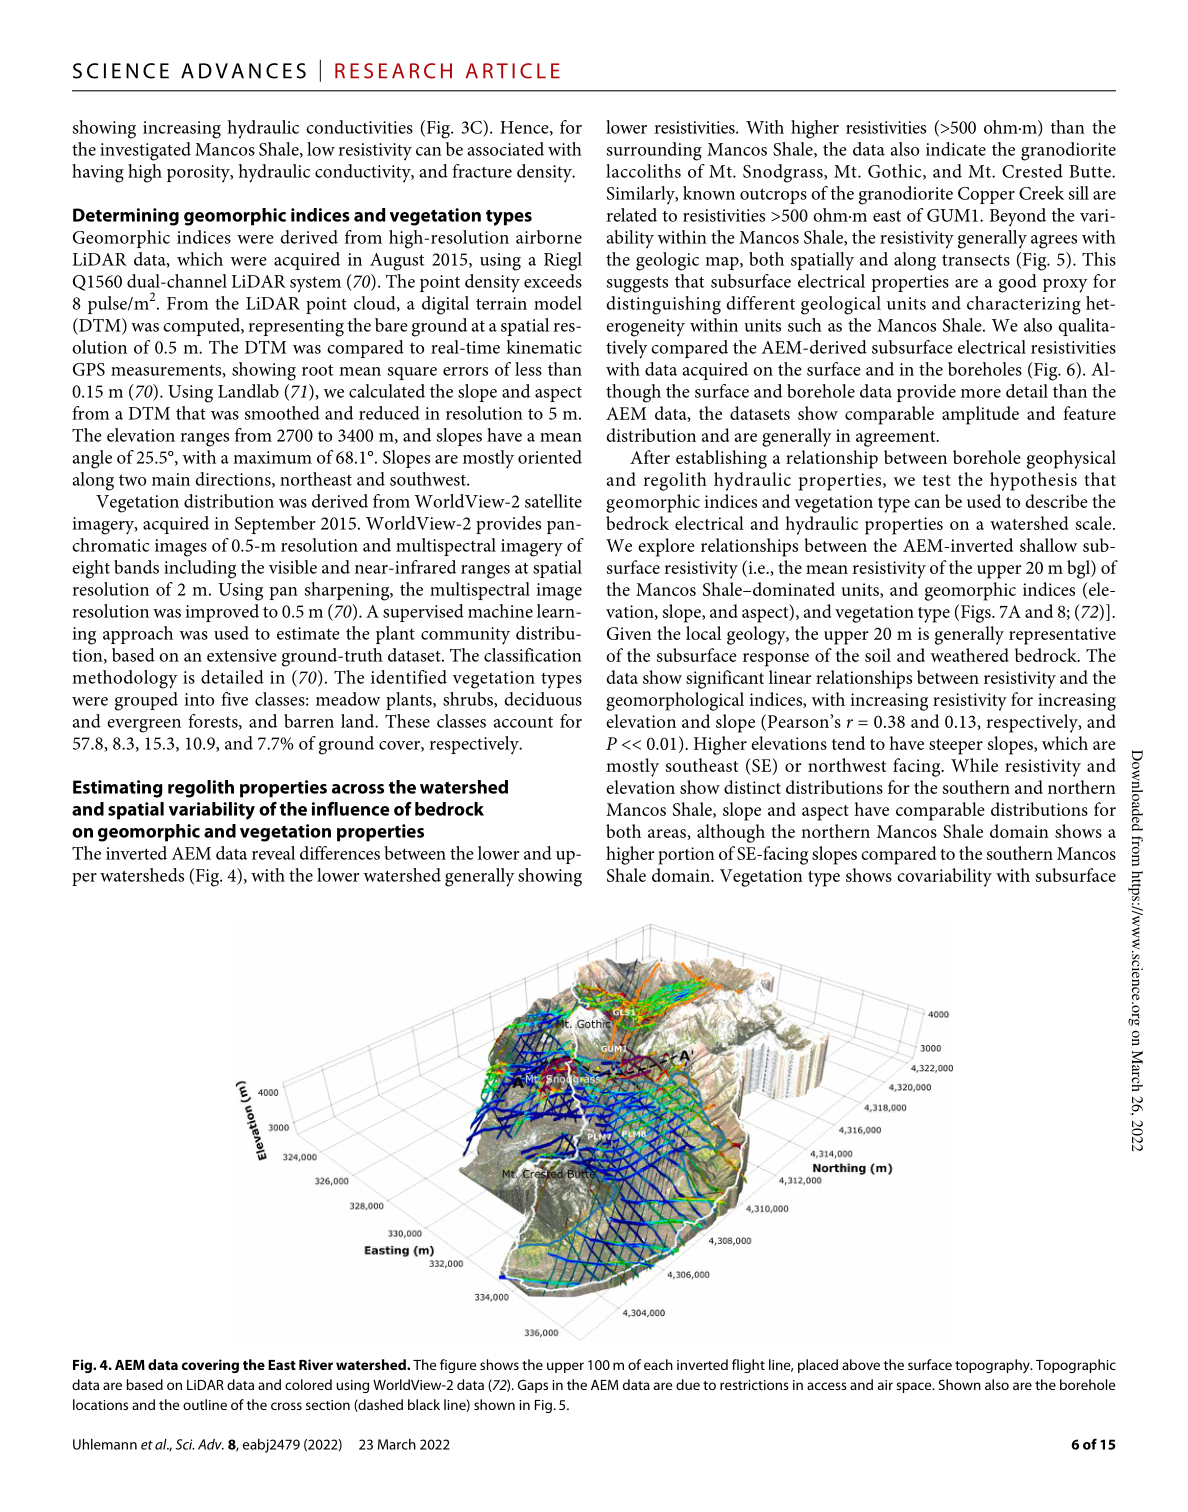 SCIENCE ADVANCES | RESEARCH ARTICLE
showing increasing hydraulic conductivities (Fig. 3C). Hence, for
the investigated Mancos Shale, low resistivity can be associated with
having high porosity, hydraulic conductivity, and fracture density.
Determining geomorphic indices and vegetation types
Geomorphic indices were derived from high-resolution airborne
LiDAR data, which were acquired in August 2015, using a Riegl
Q1560 dual-channel LiDAR system (70). The point density exceeds
8 pulse/m². From the LiDAR point cloud, a digital terrain model
(DTM) was computed, representing the bare ground at a spatial res-
olution of 0.5 m. The DTM was compared to real-time kinematic
GPS measurements, showing root mean square errors of less than
0.15 m (70). Using Landlab (71), we calculated the slope and aspect
from a DTM that was smoothed and reduced in resolution to 5 m.
The elevation ranges from 2700 to 3400 m, and slopes have a mean
angle of 25.5°, with a maximum of 68.1°. Slopes are mostly oriented
along two main directions, northeast and southwest.
Vegetation distribution was derived from WorldView-2 satellite
imagery, acquired in September 2015. WorldView-2 provides pan-
chromatic images of 0.5-m resolution and multispectral imagery of
eight bands including the visible and near-infrared ranges at spatial
resolution of 2 m. Using pan sharpening, the multispectral image
resolution was improved to 0.5 m (70). A supervised machine learn-
ing approach was used to estimate the plant community distribu-
tion, based on an extensive ground-truth dataset. The classification
methodology is detailed in (70). The identified vegetation types
were grouped into five classes: meadow plants, shrubs, deciduous
and evergreen forests, and barren land. These classes account for
57.8, 8.3, 15.3, 10.9, and 7.7% of ground cover, respectively.
Estimating regolith properties across the watershed
and spatial variability of the influence of bedrock
on geomorphic and vegetation properties
The inverted AEM data reveal differences between the lower and up-
per watersheds (Fig. 4), with the lower watershed generally showing
lower resistivities. With higher resistivities (>500 ohm·m) than the
surrounding Mancos Shale, the data also indicate the granodiorite
laccoliths of Mt. Snodgrass, Mt. Gothic, and Mt. Crested Butte.
Similarly, known outcrops of the granodiorite Copper Creek sill are
related to resistivities >500 ohm·m east of GUM1. Beyond the vari-
ability within the Mancos Shale, the resistivity generally agrees with
the geologic map, both spatially and along transects (Fig. 5). This
suggests that subsurface electrical properties are a good proxy for
distinguishing different geological units and characterizing het-
erogeneity within units such as the Mancos Shale. We also qualita-
tively compared the AEM-derived subsurface electrical resistivities
with data acquired on the surface and in the boreholes (Fig. 6). Al-
though the surface and borehole data provide more detail than the
AEM data, the datasets show comparable amplitude and feature
distribution and are generally in agreement.
After establishing a relationship between borehole geophysical
and regolith hydraulic properties, we test the hypothesis that
geomorphic indices and vegetation type can be used to describe the
bedrock electrical and hydraulic properties on a watershed scale.
We explore relationships between the AEM-inverted shallow sub-
surface resistivity (i.e., the mean resistivity of the upper 20 m bgl) of
the Mancos Shale–dominated units, and geomorphic indices (ele-
vation, slope, and aspect), and vegetation type (Figs. 7A and 8; (72)].
Given the local geology, the upper 20 m is generally representative
of the subsurface response of the soil and weathered bedrock. The
data show significant linear relationships between resistivity and the
geomorphological indices, with increasing resistivity for increasing
elevation and slope (Pearson's r = 0.38 and 0.13, respectively, and
P << 0.01). Higher elevations tend to have steeper slopes, which are
mostly southeast (SE) or northwest facing. While resistivity and
elevation show distinct distributions for the southern and northern
Mancos Shale, slope and aspect have comparable distributions for
both areas, although the northern Mancos Shale domain shows a
higher portion of SE-facing slopes compared to the southern Mancos
Shale domain. Vegetation type shows covariability with subsurface
GLS1
Mt. Gothic
GUM1
A'
A
Mt. Snodgrass
PLM6
Mt. Crested Butte
Elevation (m)
4000
3000
324,000
326,000
328,000
330,000
332,000
334,000
336,000
Easting (m)
4000
3000
4,322,000
4,320,000
4,318,000
4,316,000
4,314,000
4,312,000
4,310,000
4,308,000
4,306,000
4,304,000
Northing (m)
Fig. 4. AEM data covering the East River watershed. The figure shows the upper 100 m of each inverted flight line, placed above the surface topography. Topographic
data are based on LiDAR data and colored using WorldView-2 data (72). Gaps in the AEM data are due to restrictions in access and air space. Shown also are the borehole
locations and the outline of the cross section (dashed black line) shown in Fig. 5.
Uhlemann et al., Sci. Adv. 8, eabj2479 (2022) 23 March 2022
6 of 15
Downloaded from https://www.science.org on March 26, 2022